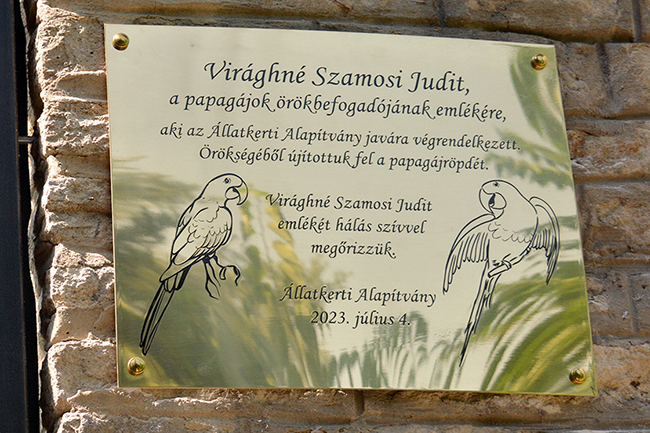 Virághné Szamosi Judit,
a papagájok örökbefogadójának emlékére,
aki az Állatkerti Alapítvány javára végrendelkezett.
Örökségéből újítottuk fel a papagájröpdét.
Virághné Szamosi Judit
emlékét hálás szívvel
megőrizzük.
Állatkerti Alapítvány
2023. július 4.